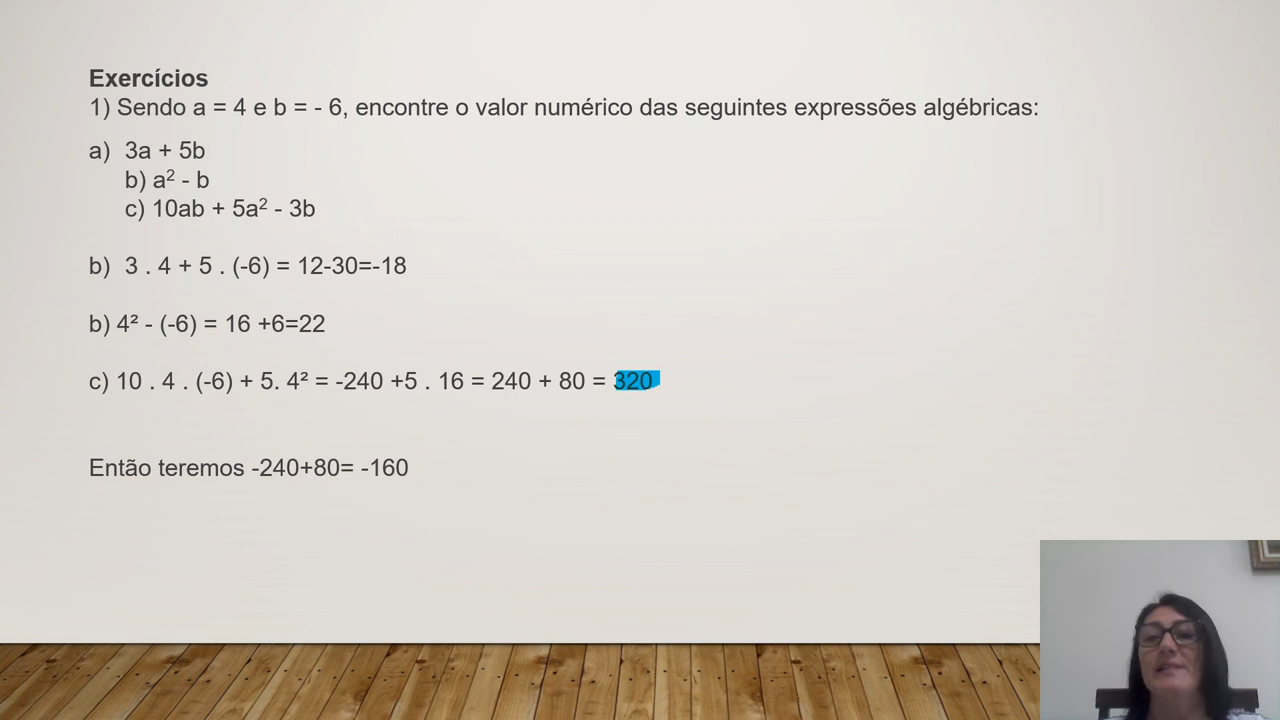 Exercícios
1) Sendo a = 4 e b = - 6, encontre o valor numérico das seguintes expressões algébricas:
a) 3a + 5b
b) a² - b
c) 10ab + 5a² - 3b
b) 3 . 4 + 5 . (-6) = 12-30=-18
b) 4² - (-6) = 16 +6=22
c) 10 . 4 . (-6) + 5. 4² = -240 +5 . 16 = 240 + 80 = 320
Então teremos -240+80= -160